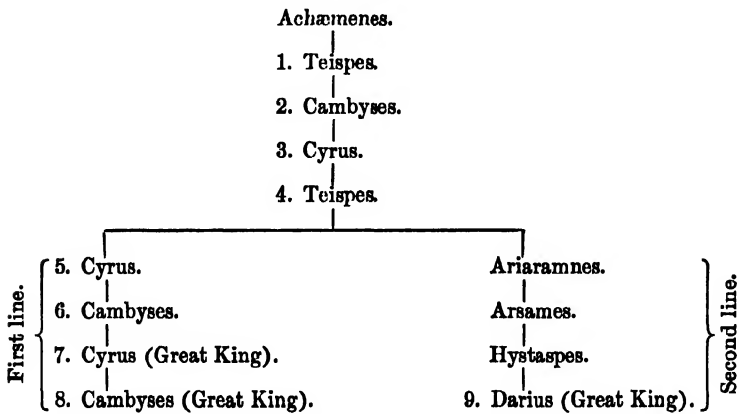 Achæmenes.
1. Teispes.
2. Cambyses.
3. Cyrus.
4. Teispes.
First line.
5. Cyrus.
6. Cambyses.
7. Cyrus (Great King).
8. Cambyses (Great King).
Ariaramnes.
Arsames.
Hystaspes.
9. Darius (Great King).
Second line.